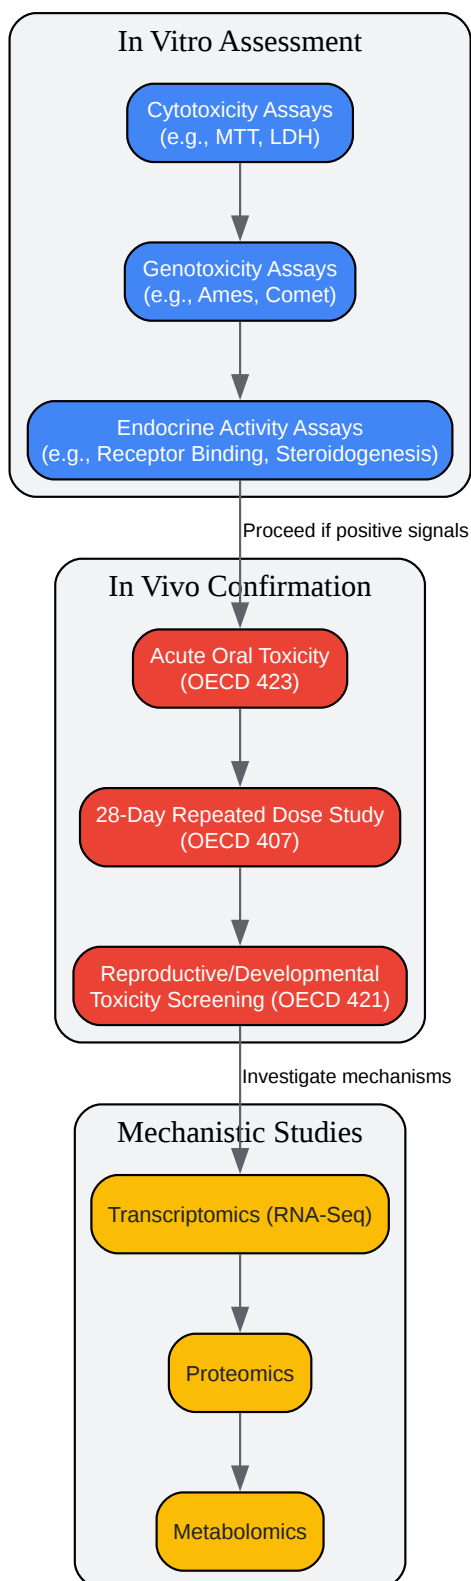 In Vitro Assessment
Cytotoxicity Assays
(e.g., MTT, LDH)
Genotoxicity Assays
(e.g., Ames, Comet)
Endocrine Activity Assays
(e.g., Receptor Binding, Steroidogenesis)
Proceed if positive signals
In Vivo Confirmation
Acute Oral Toxicity
(OECD 423)
28-Day Repeated Dose Study
(OECD 407)
Reproductive/Developmental
Toxicity Screening (OECD 421)
Investigate mechanisms
Mechanistic Studies
Transcriptomics (RNA-Seq)
Proteomics
Metabolomics